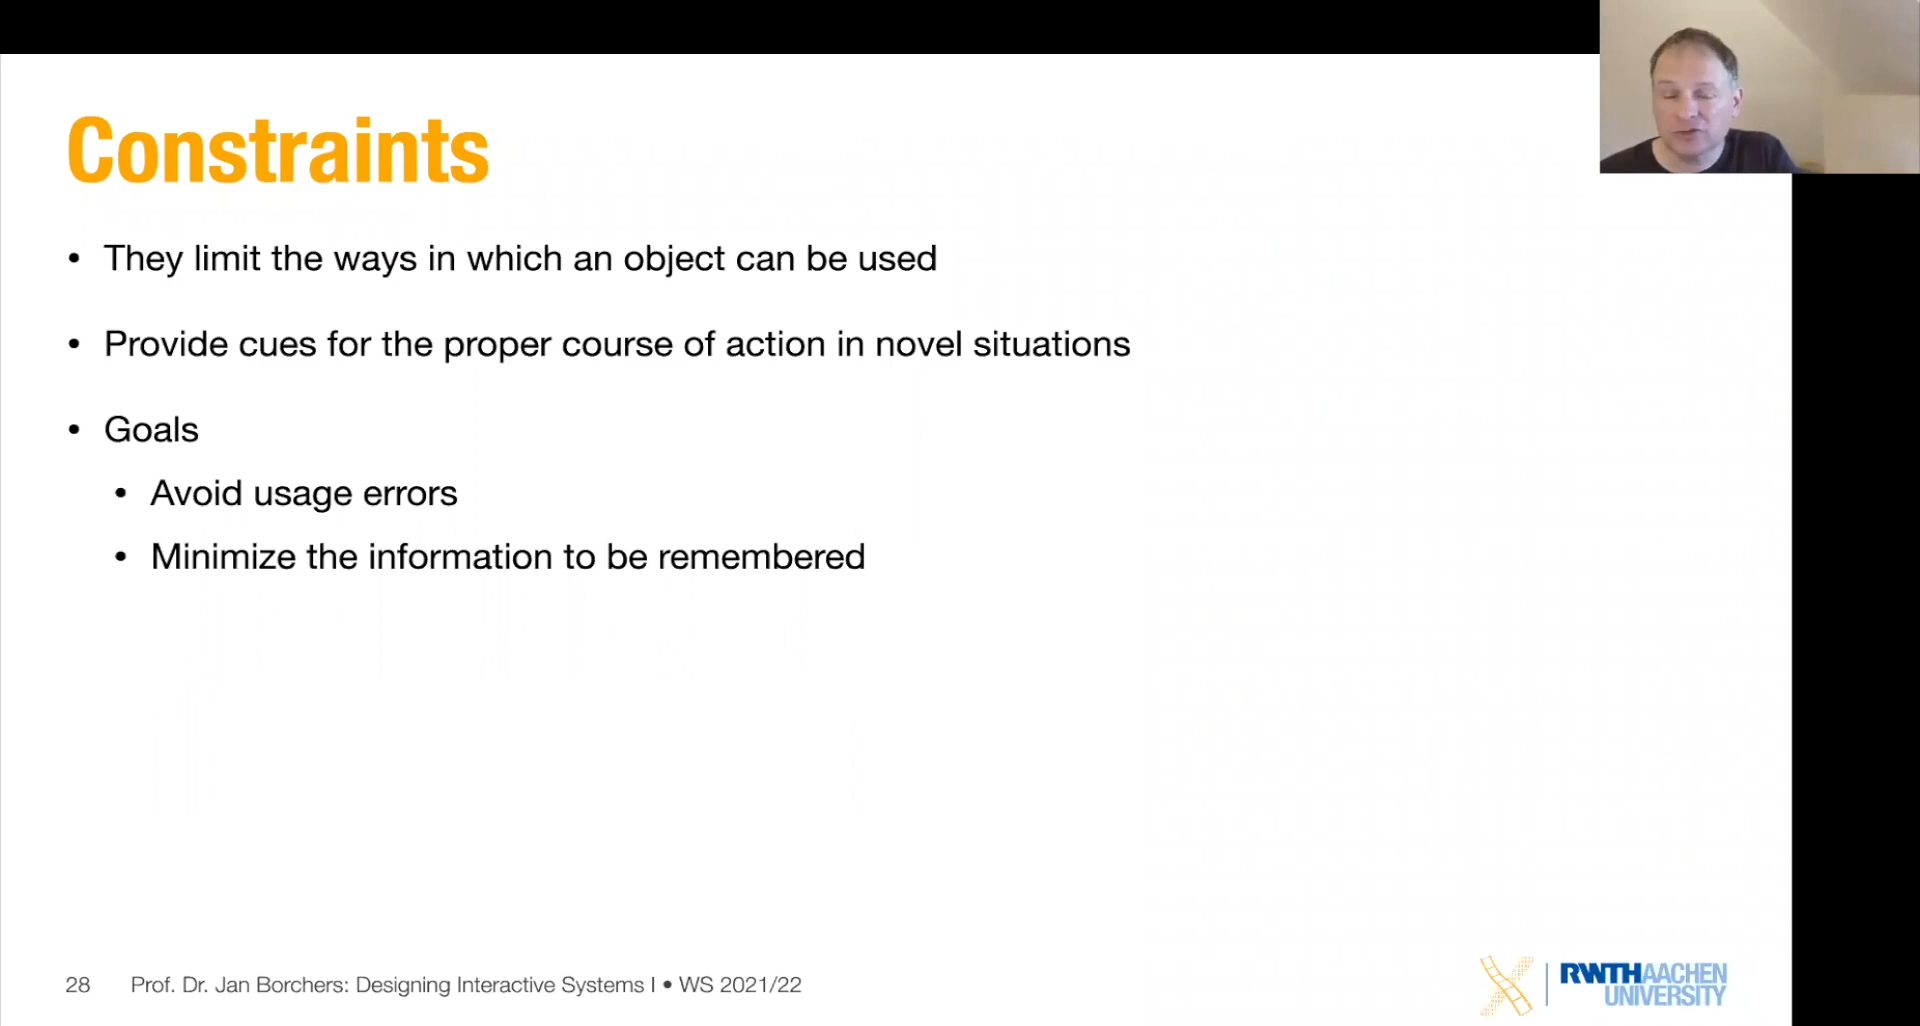 Constraints
• They limit the ways in which an object can be used
• Provide cues for the proper course of action in novel situations
• Goals
• Avoid usage errors
• Minimize the information to be remembered
28 Prof. Dr. Jan Borchers: Designing Interactive Systems I • WS 2021/22
RWTHAACHEN
UNIVERSITY